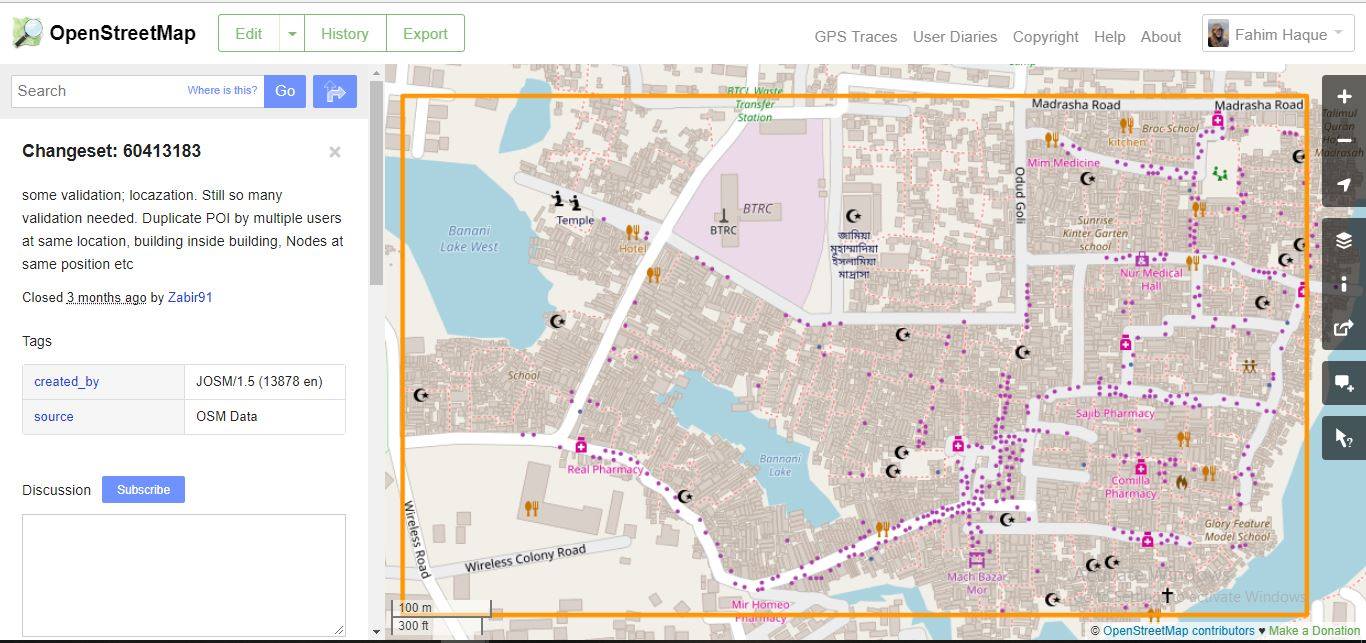 OpenStreetMap
Edit
History
Export
GPS Traces
User Diaries
Copyright
Help
About
Fahim Haque
Search
Where is this?
Go
Changeset: 60413183
×
some validation; locazation. Still so many
validation needed. Duplicate POI by multiple users
at same location, building inside building, Nodes at
same position etc
Closed 3 months ago by Zabir91
Tags
created_by
JOSM/1.5 (13878 en)
source
OSM Data
Discussion
Subscribe
Camp
BTCL Waste
Transfer
Station
Madrasha Road
Madrasha Road
Talimul
Quran
Madrasah
Brac School
kitchen
Mim Medicine
Odud Goli
Temple
BTRC
BTRC
Hotel
Banani
Lake West
জামিয়া
মুহাম্মাদিয়া
ইসলামিয়া
মাদ্রাসা
Sunrise
Kinter Garten
school
Nur Medical
Hall
School
Sajib Pharmacy
Bannani
Lake
Real Pharmacy
Comilla
Pharmacy
Wireless Road
Wireless Colony Road
Glory Feature
Model School
Mach Bazar
Mor
Mir Homeo
Pharmacy
Activate Windows
Go to Settings to activate Windows.
100 m
300 ft
© OpenStreetMap contributors ♥ Make a Donation